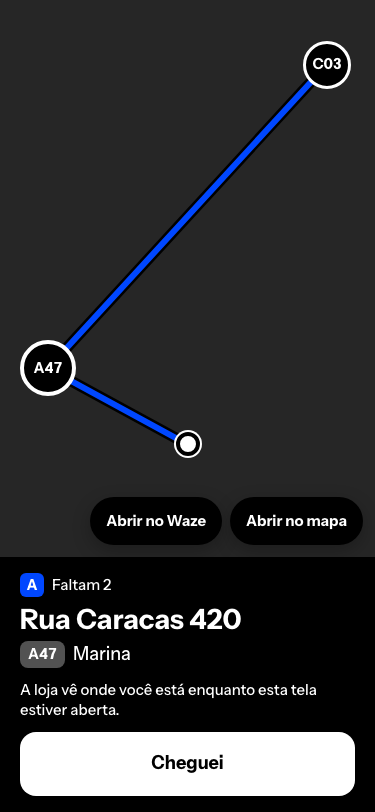 C03
A47
Abrir no Waze
Abrir no mapa
A Faltam 2
Rua Caracas 420
A47 Marina
A loja vê onde você está enquanto esta tela
estiver aberta.
Cheguei